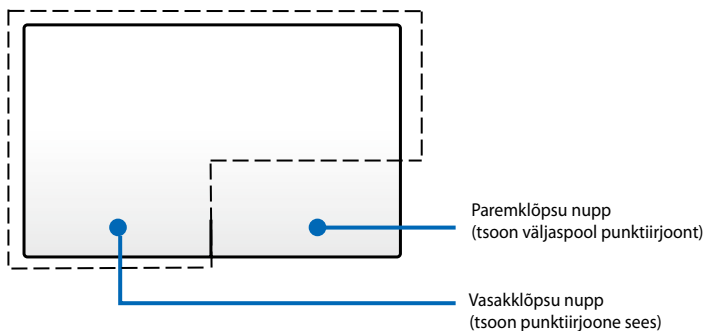 Paremklõpsu nupp
(tsoon väljaspool punktiirjoont)
Vasakklõpsu nupp
(tsoon punktiirjoone sees)